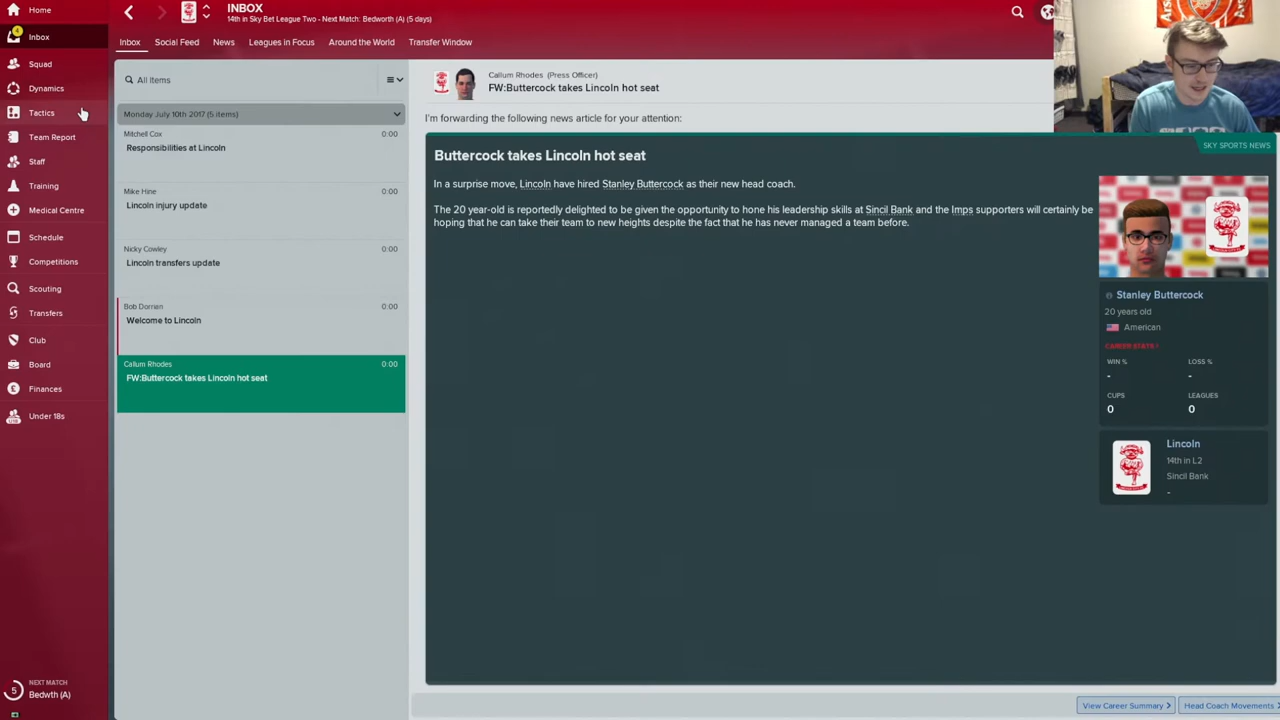 Home
Inbox
4
Squad
Dynamics
Tactics
Team Report
Staff
Training
Medical Centre
Schedule
Competitions
Scouting
Transfers
Club
Board
Finances
Under 18s
5
NEXT MATCH
Bedwth (A)
INBOX
14th in Sky Bet League Two - Next Match: Bedworth (A) (5 days)
Inbox
Social Feed
News
Leagues in Focus
Around the World
Transfer Window
All items
Monday July 10th 2017 (5 items)
Mitchell Cox 0:00
Responsibilities at Lincoln
Mike Hine 0:00
Lincoln injury update
Nicky Cowley 0:00
Lincoln transfers update
Bob Dorrian 0:00
Welcome to Lincoln
Callum Rhodes 0:00
FW:Buttercock takes Lincoln hot seat
Callum Rhodes (Press Officer)
FW:Buttercock takes Lincoln hot seat
I'm forwarding the following news article for your attention:
SKY SPORTS NEWS
Buttercock takes Lincoln hot seat
In a surprise move, Lincoln have hired Stanley Buttercock as their new head coach.
The 20 year-old is reportedly delighted to be given the opportunity to hone his leadership skills at Sincil Bank and the Imps supporters will certainly be
hoping that he can take their team to new heights despite the fact that he has never managed a team before.
Stanley Buttercock
20 years old
American
CAREER STATS
WIN % LOSS %
- -
CUPS LEAGUES
0 0
Lincoln
14th in L2
Sincil Bank
-
View Career Summary >
Head Coach Movements >